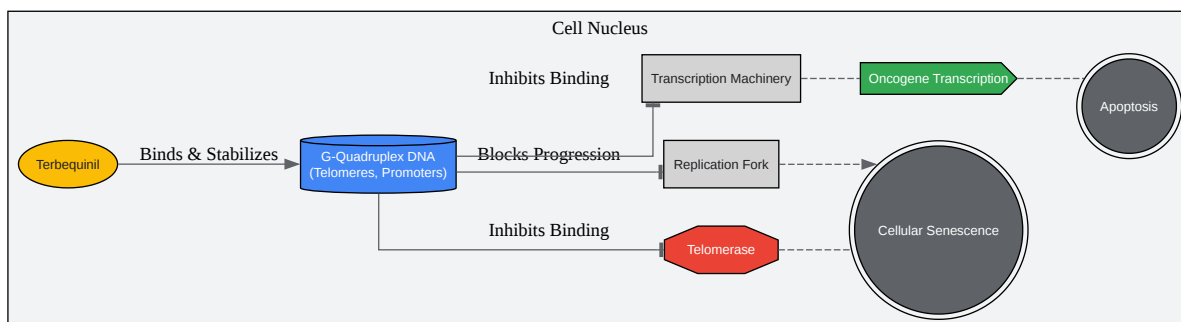 Cell Nucleus
Inhibits Binding
Transcription Machinery
Oncogene Transcription
Apoptosis
Terbequinil
Binds & Stabilizes
G-Quadruplex DNA
(Telomeres, Promoters)
Blocks Progression
Replication Fork
Inhibits Binding
Telomerase
Cellular Senescence